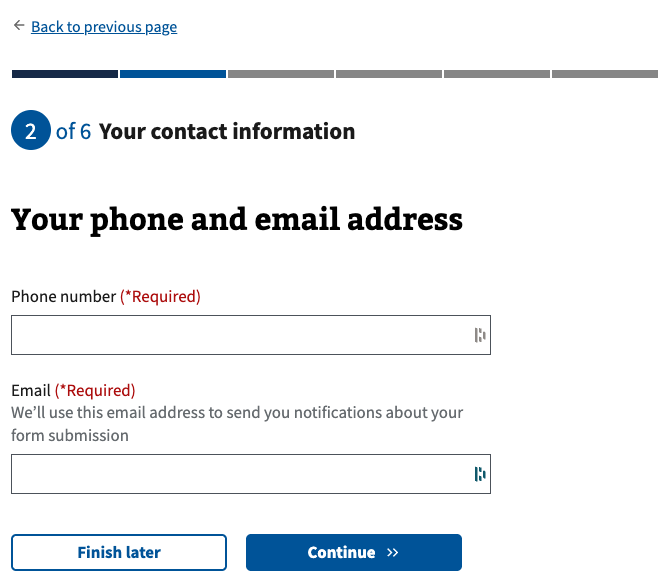 Back to previous page
2 of 6 Your contact information
Your phone and email address
Phone number (*Required)
Email (*Required)
We’ll use this email address to send you notifications about your
form submission
Finish later
Continue »